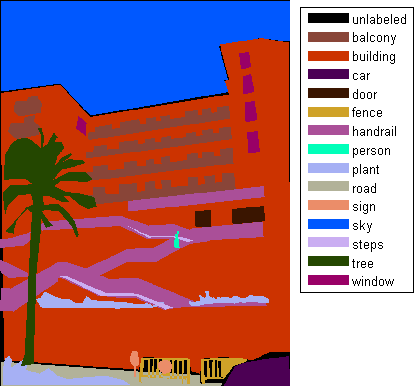 unlabeled
balcony
building
car
door
fence
handrail
person
plant
road
sign
sky
steps
tree
window